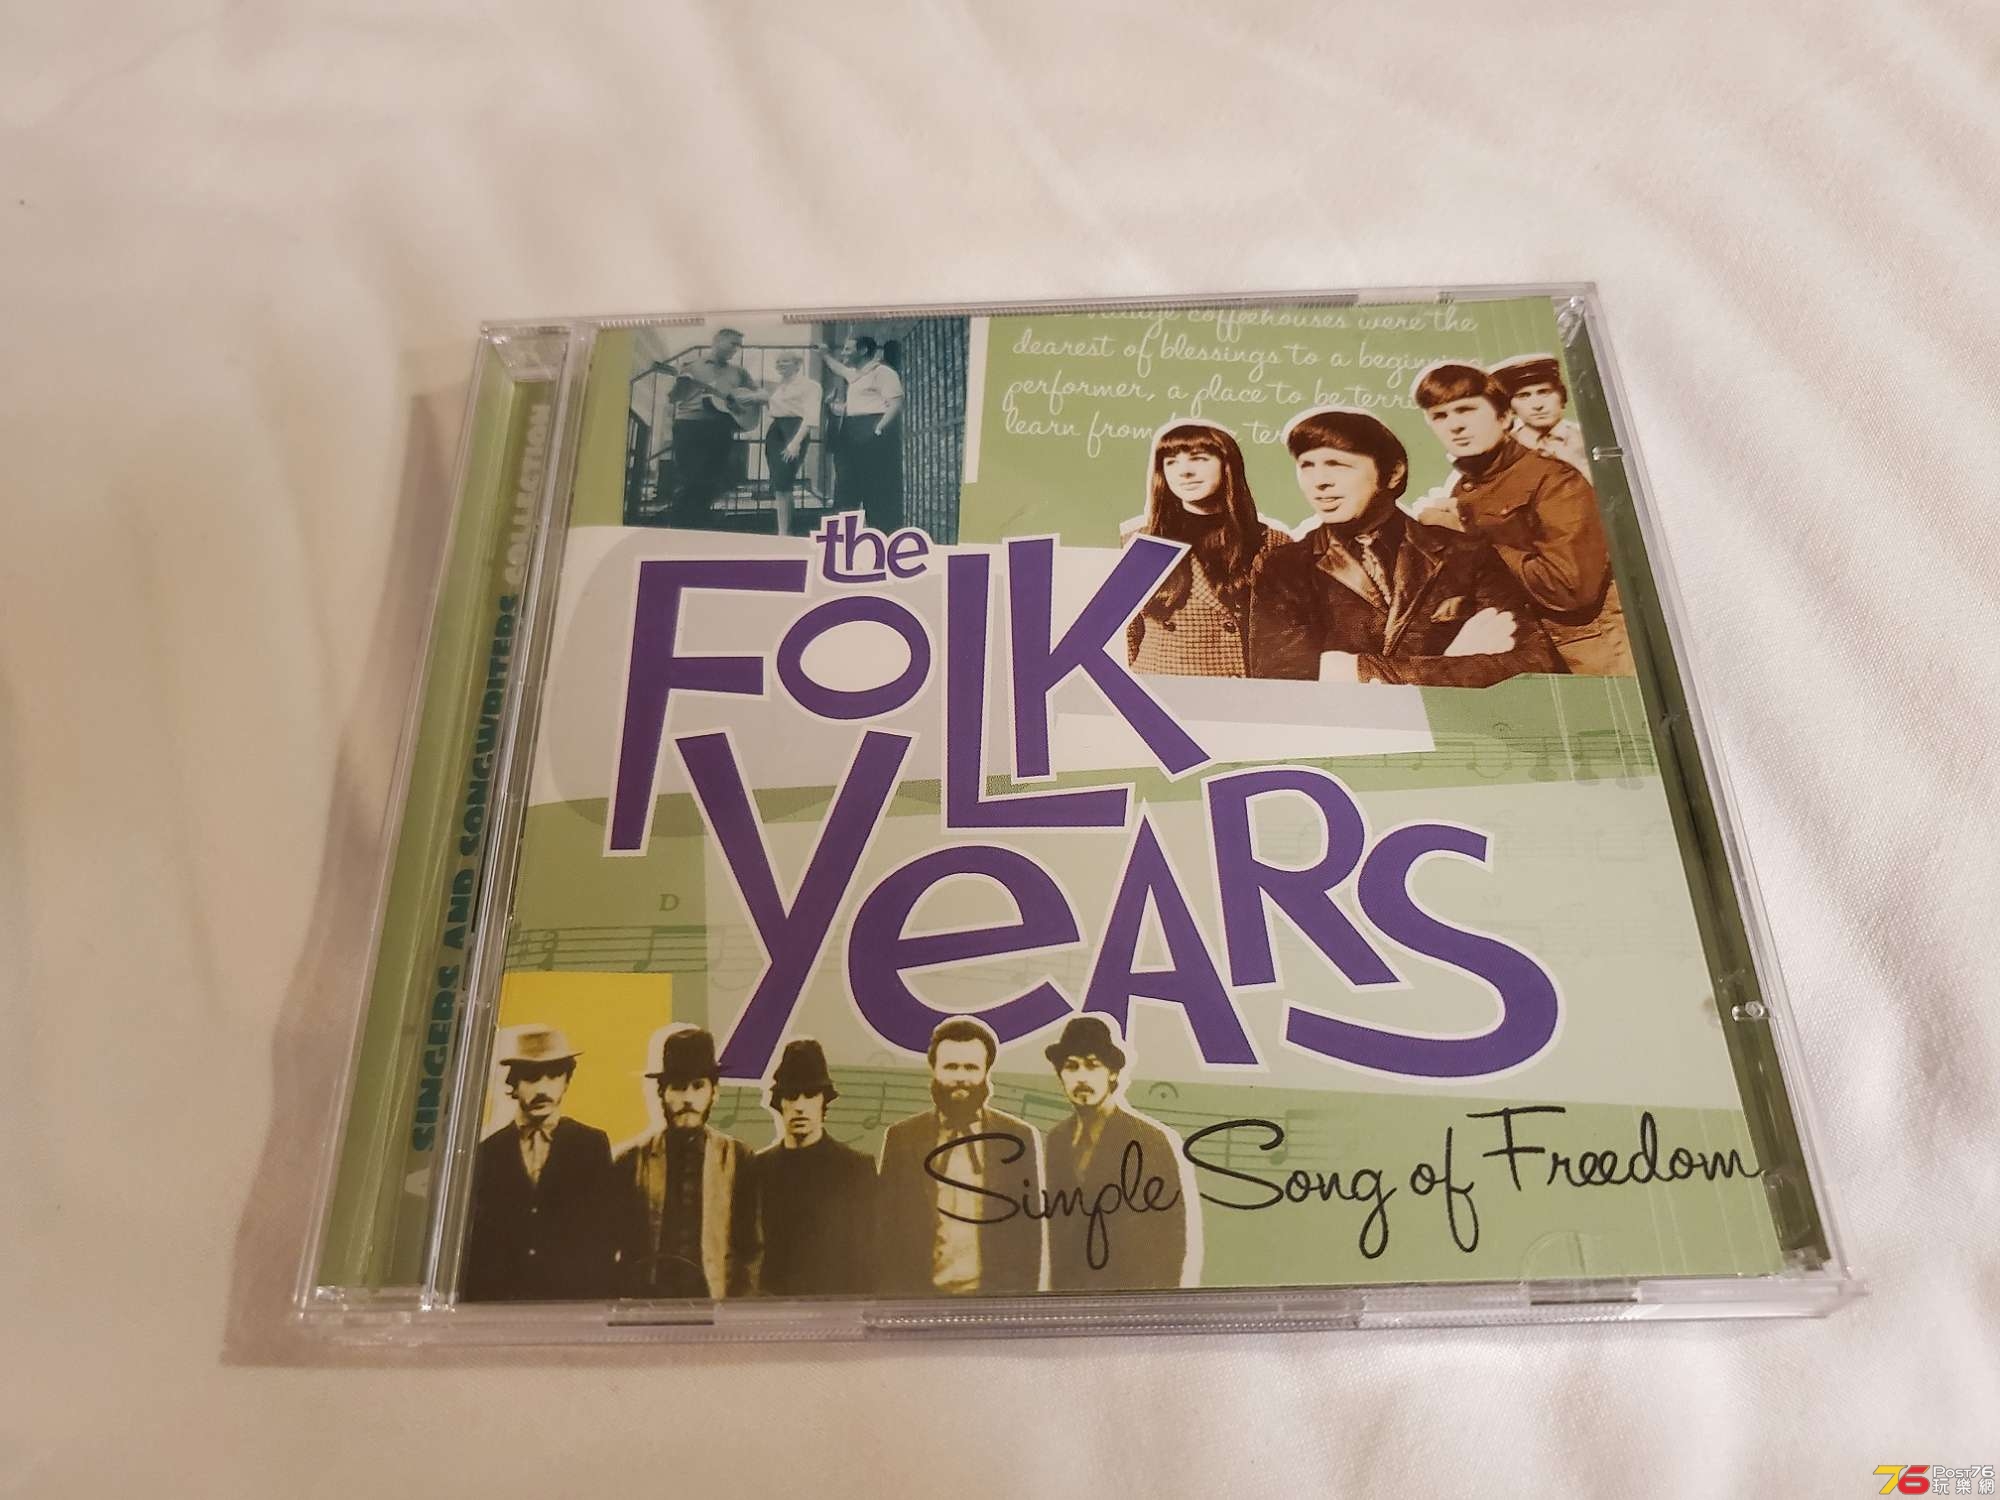 Village coffeehouses were the
dearest of blessings to a beginning
performer, a place to be
learn from
the
FOLK
YEARS
D
Simple Song of Freedom
A SINGERS AND SONGWRITERS COLLECTION
76 POST76
玩樂網